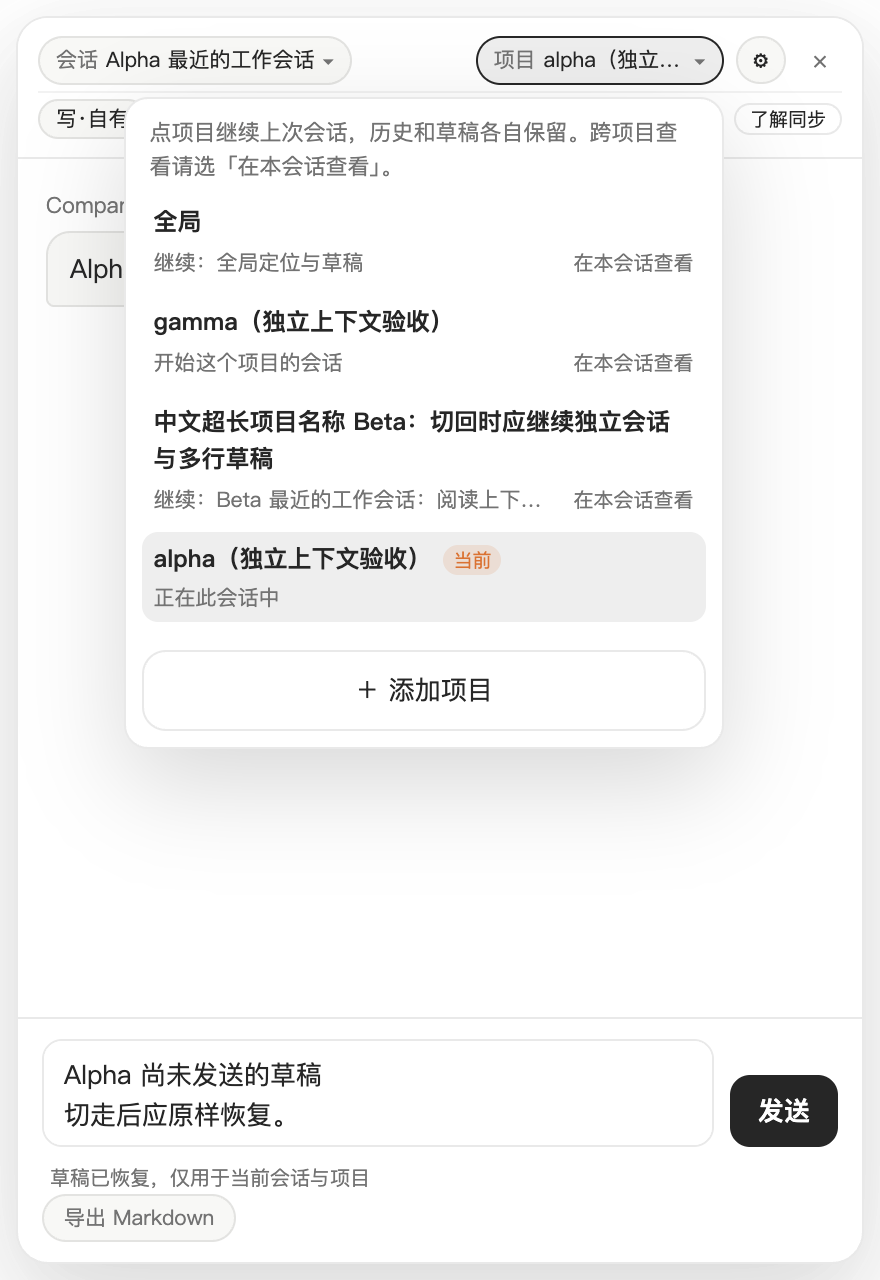 会话 Alpha 最近的工作会话
项目 alpha（独立…
写·自有
了解同步
点项目继续上次会话，历史和草稿各自保留。跨项目查
看请选「在本会话查看」。
Compar
Alph
全局
继续：全局定位与草稿 在本会话查看
gamma（独立上下文验收）
开始这个项目的会话 在本会话查看
中文超长项目名称 Beta：切回时应继续独立会话
与多行草稿
继续：Beta 最近的工作会话：阅读上下… 在本会话查看
alpha（独立上下文验收） 当前
正在此会话中
+ 添加项目
Alpha 尚未发送的草稿
切走后应原样恢复。
发送
草稿已恢复，仅用于当前会话与项目
导出 Markdown